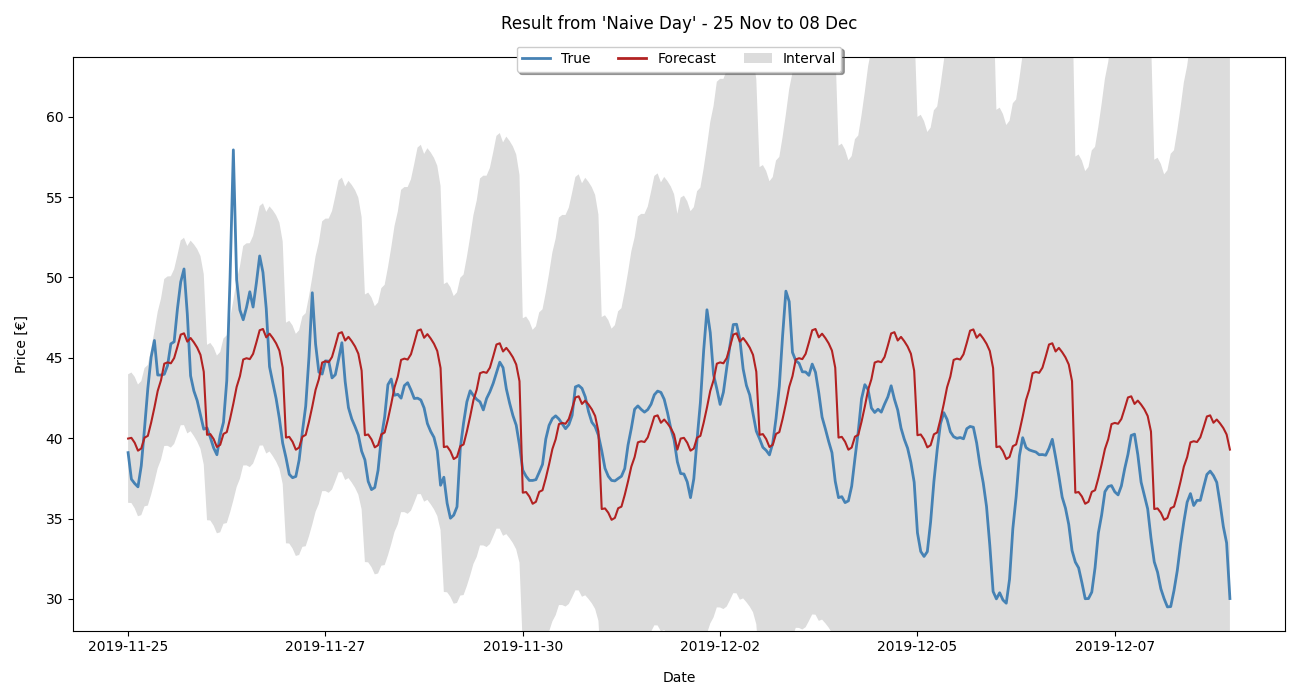 Result from 'Naive Day' - 25 Nov to 08 Dec
True Forecast Interval
Price [€]
60
55
50
45
40
35
30
2019-11-25 2019-11-27 2019-11-30 2019-12-02 2019-12-05 2019-12-07
Date